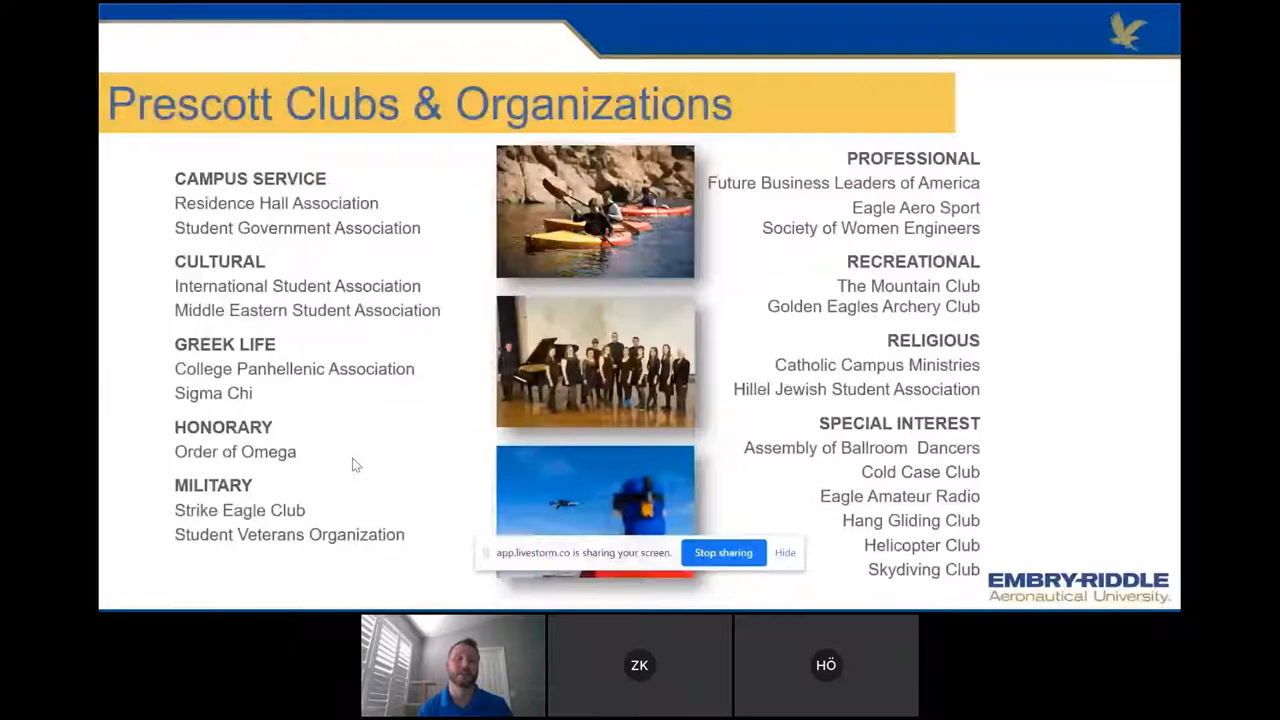 Prescott Clubs & Organizations
CAMPUS SERVICE
Residence Hall Association
Student Government Association
CULTURAL
International Student Association
Middle Eastern Student Association
GREEK LIFE
College Panhellenic Association
Sigma Chi
HONORARY
Order of Omega
MILITARY
Strike Eagle Club
Student Veterans Organization
PROFESSIONAL
Future Business Leaders of America
Eagle Aero Sport
Society of Women Engineers
RECREATIONAL
The Mountain Club
Golden Eagles Archery Club
RELIGIOUS
Catholic Campus Ministries
Hillel Jewish Student Association
SPECIAL INTEREST
Assembly of Ballroom Dancers
Cold Case Club
Eagle Amateur Radio
Hang Gliding Club
Helicopter Club
Skydiving Club
app.livestorm.co is sharing your screen.
Stop sharing
Hide
EMBRY-RIDDLE
Aeronautical University.
ZK
HÖ